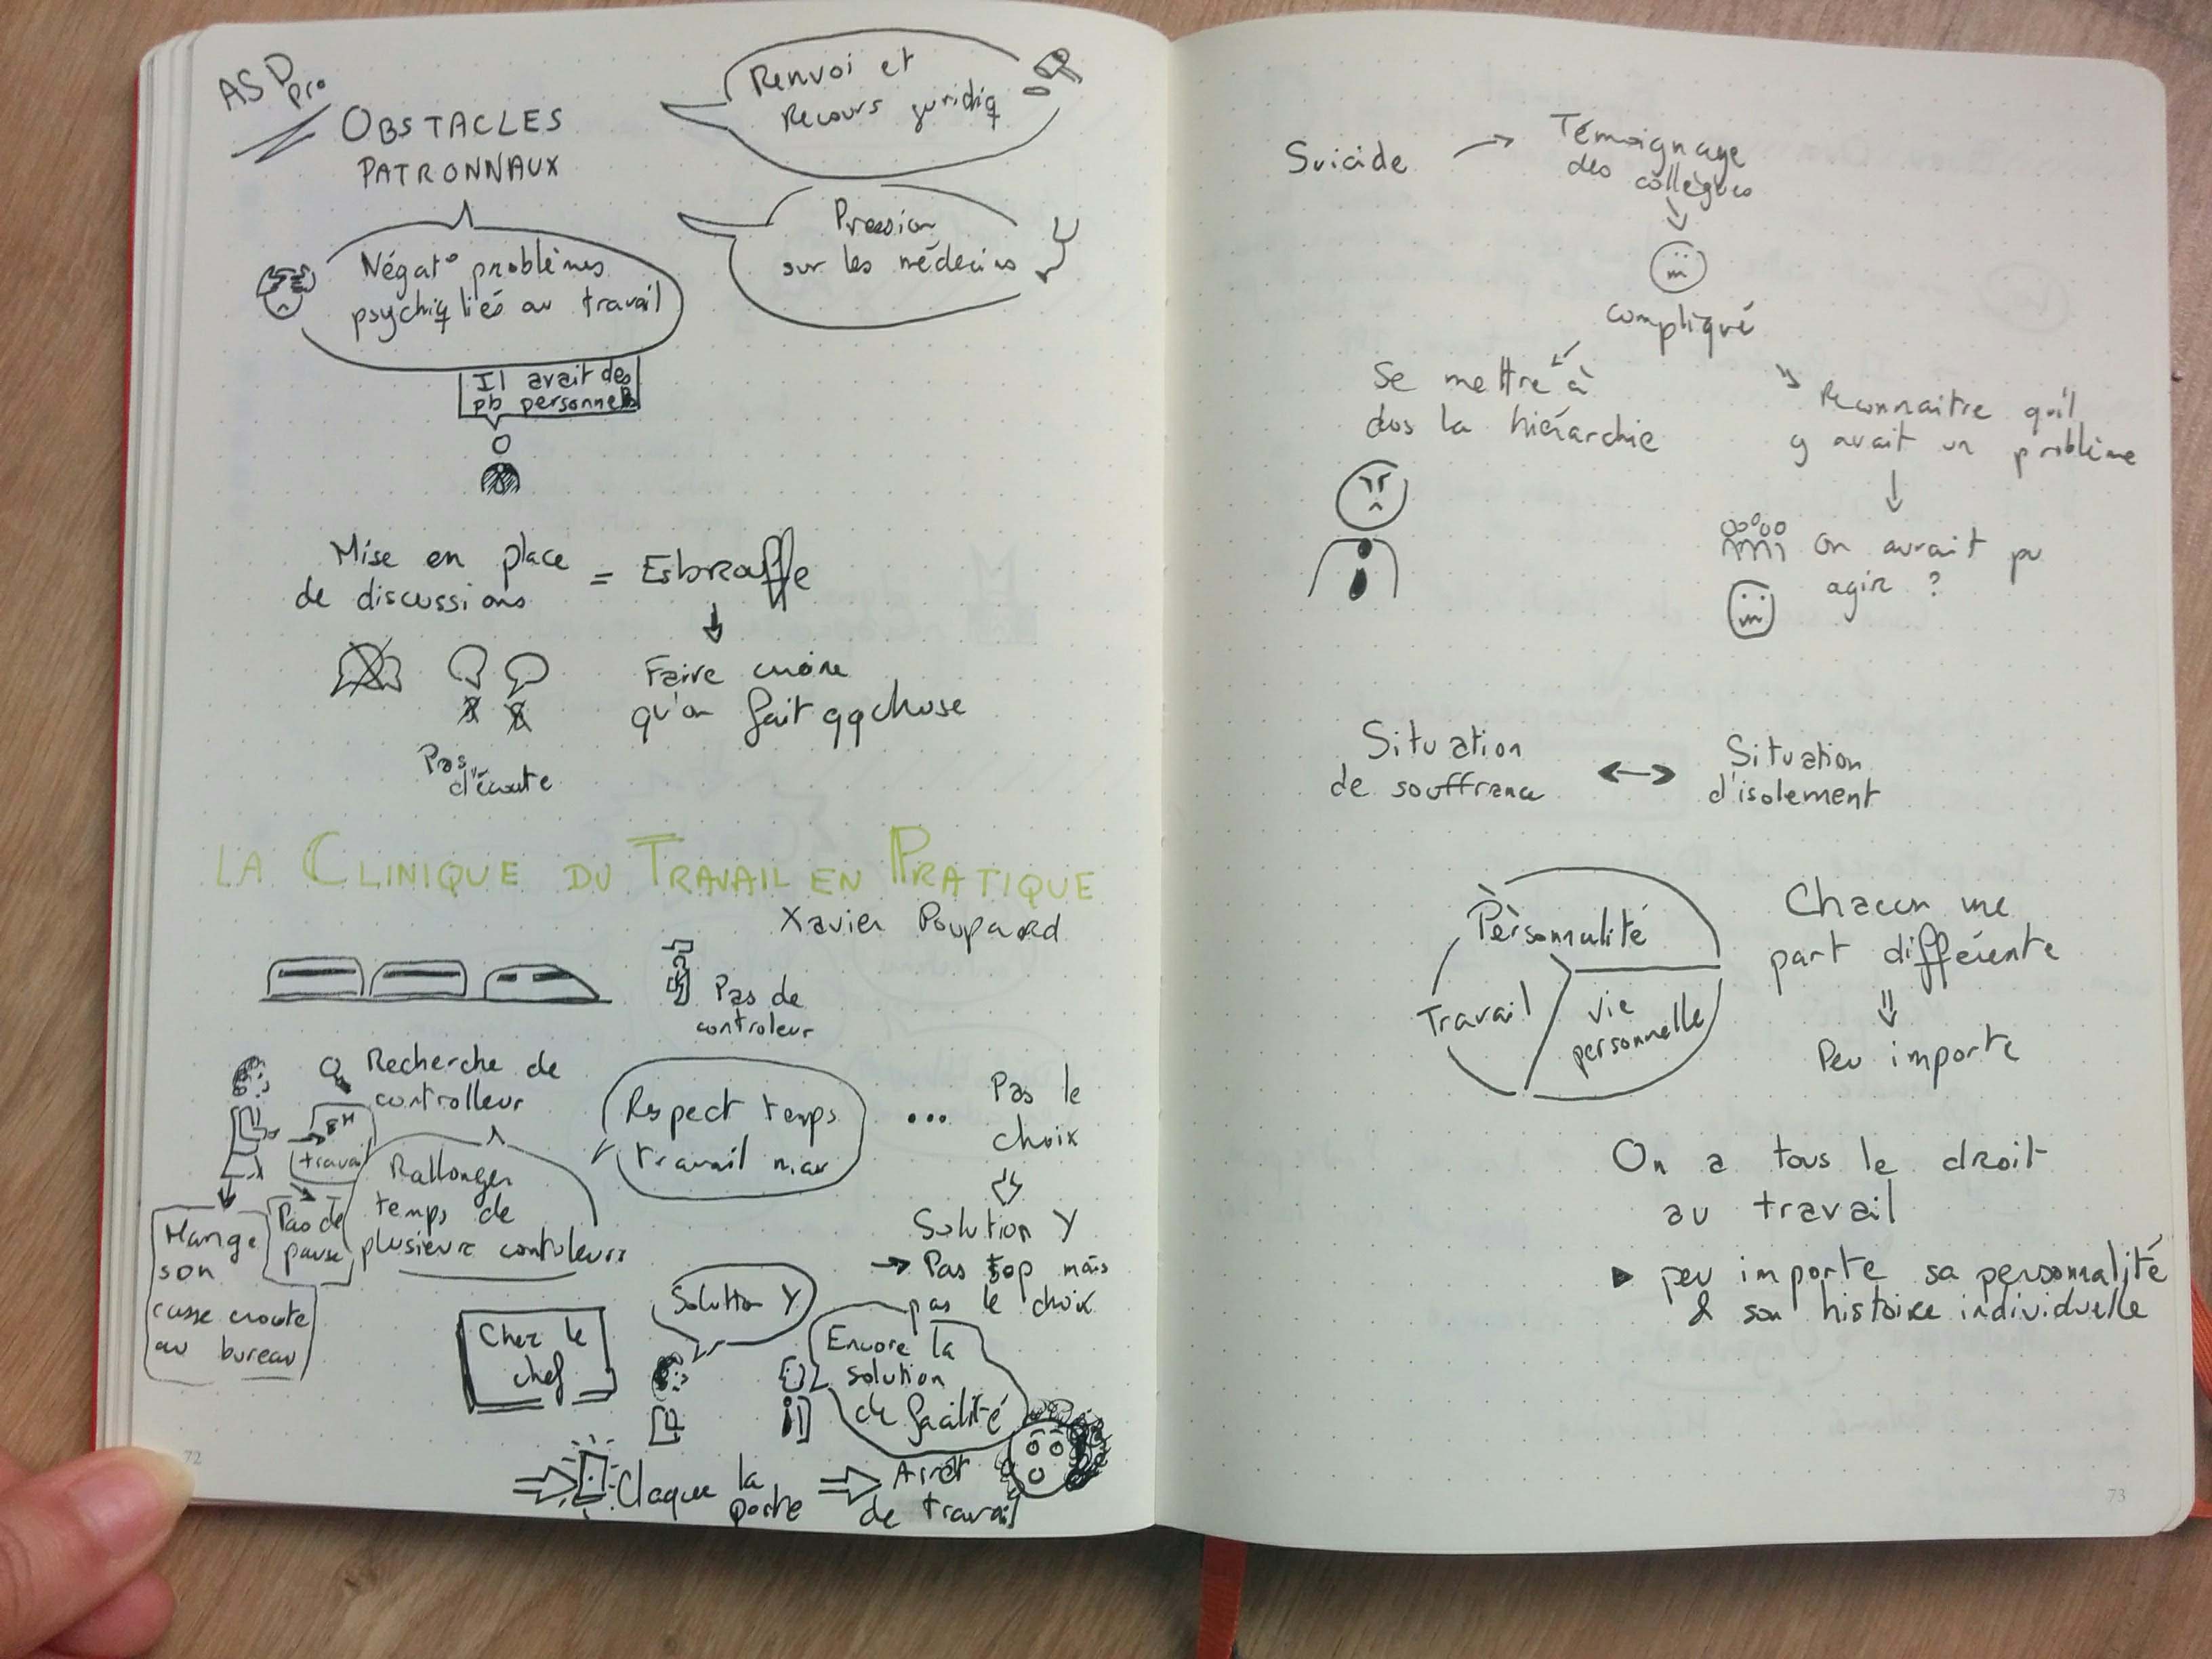 ASD pro
OBSTACLES
PATRONNAUX
Renvoi et
Recours juridiq
Pression
sur les médecins
Négat° problèmes
psychiq liés au travail
Il avait des
pb personnels
Mise en place
de discussions
= Esbrouffe
Faire croire
qu'on fait qqchose
Pas
d'écoute
LA CLINIQUE DU TRAVAIL EN PRATIQUE
Xavier Poupard
Pas de
controleur
Recherche de
controlleur
8H
travail
Pas de
pause
Mange
son
casse croute
au bureau
Rallonger
temps de
plusieurs controleurs
Respect temps
travail max
...
Pas le
choix
Solution Y
Pas top mais
pas le choix
Chez le
chef
Solution Y
Encore la
solution
de facilité
Claque la
porte
Arrêt
de travail
72
Suicide
Témoignage
des collègues
compliqué
Se mettre à
dos la hiérarchie
Reconnaitre qu'il
y avait un problème
On aurait pu
agir ?
Situation
de souffrance
Situation
d'isolement
Personnalité
Travail
vie
personnelle
Chacun une
part différente
Peu importe
On a tous le droit
au travail
peu importe sa personnalité
& son histoire individuelle
73